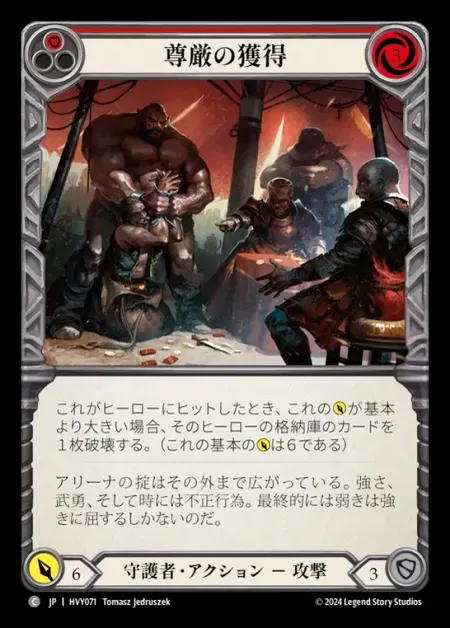 尊厳の獲得
3
これがヒーローにヒットしたとき、これのが基本
より大きい場合、そのヒーローの格納庫のカードを
1枚破壊する。（これの基本のは6である）
アリーナの掟はその外まで広がっている。強さ、
武勇、そして時には不正行為。最終的には弱きは強
きに屈するしかないのだ。
6
守護者・アクション － 攻撃
3
C JP | HVY071 Tomasz Jedruszek
© 2024 Legend Story Studios